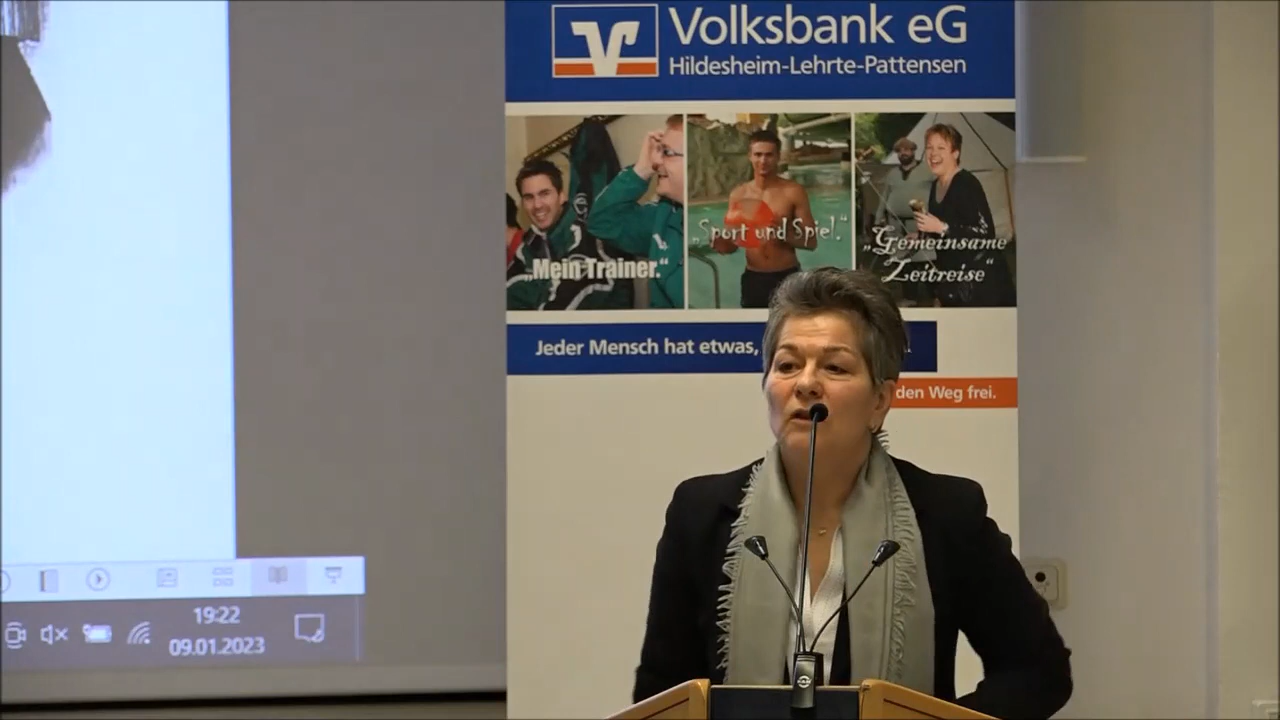 Volksbank eG
Hildesheim-Lehrte-Pattensen
„Mein Trainer.“
„Sport und Spiel.“
„Gemeinsame
Zeitreise“
Jeder Mensch hat etwas,
den Weg frei.
19:22
09.01.2023